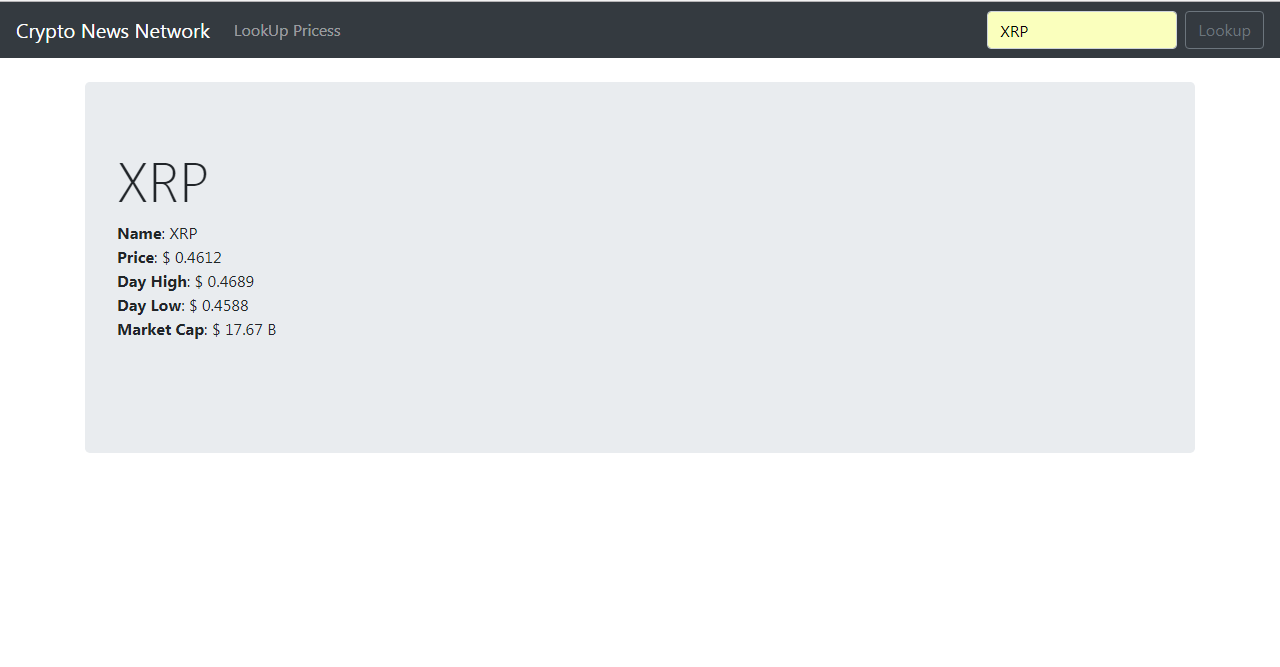 Crypto News Network LookUp Pricess XRP Lookup
XRP
Name: XRP
Price: $ 0.4612
Day High: $ 0.4689
Day Low: $ 0.4588
Market Cap: $ 17.67 B